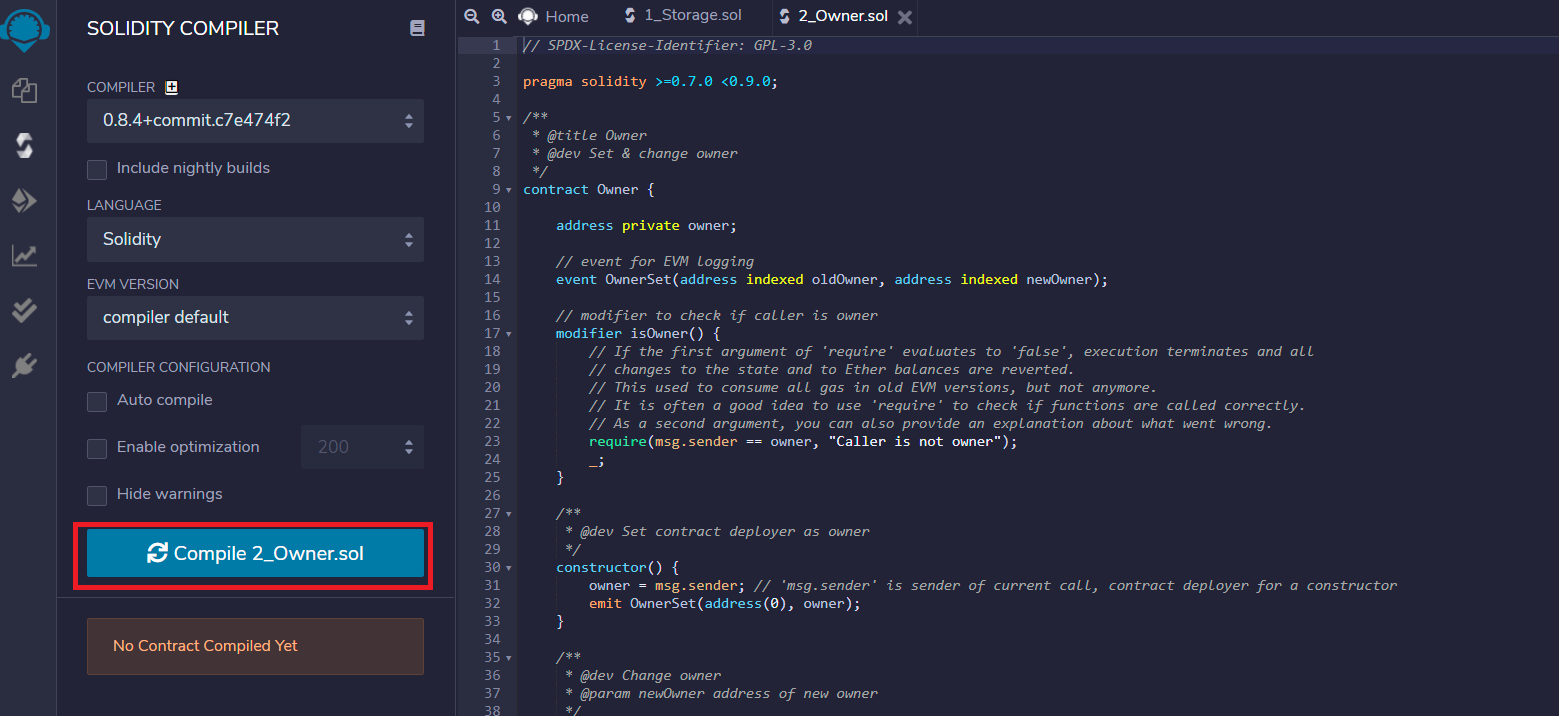 SOLIDITY COMPILER
COMPILER
0.8.4+commit.c7e474f2
Include nightly builds
LANGUAGE
Solidity
EVM VERSION
compiler default
COMPILER CONFIGURATION
Auto compile
Enable optimization 200
Hide warnings
Compile 2_Owner.sol
No Contract Compiled Yet
Home 1_Storage.sol 2_Owner.sol
1 // SPDX-License-Identifier: GPL-3.0
2
3 pragma solidity >=0.7.0 <0.9.0;
4
5 /**
6 * @title Owner
7 * @dev Set & change owner
8 */
9 contract Owner {
10
11 address private owner;
12
13 // event for EVM logging
14 event OwnerSet(address indexed oldOwner, address indexed newOwner);
15
16 // modifier to check if caller is owner
17 modifier isOwner() {
18 // If the first argument of 'require' evaluates to 'false', execution terminates and all
19 // changes to the state and to Ether balances are reverted.
20 // This used to consume all gas in old EVM versions, but not anymore.
21 // It is often a good idea to use 'require' to check if functions are called correctly.
22 // As a second argument, you can also provide an explanation about what went wrong.
23 require(msg.sender == owner, "Caller is not owner");
24 _;
25 }
26
27 /**
28 * @dev Set contract deployer as owner
29 */
30 constructor() {
31 owner = msg.sender; // 'msg.sender' is sender of current call, contract deployer for a constructor
32 emit OwnerSet(address(0), owner);
33 }
34
35 /**
36 * @dev Change owner
37 * @param newOwner address of new owner
38 */